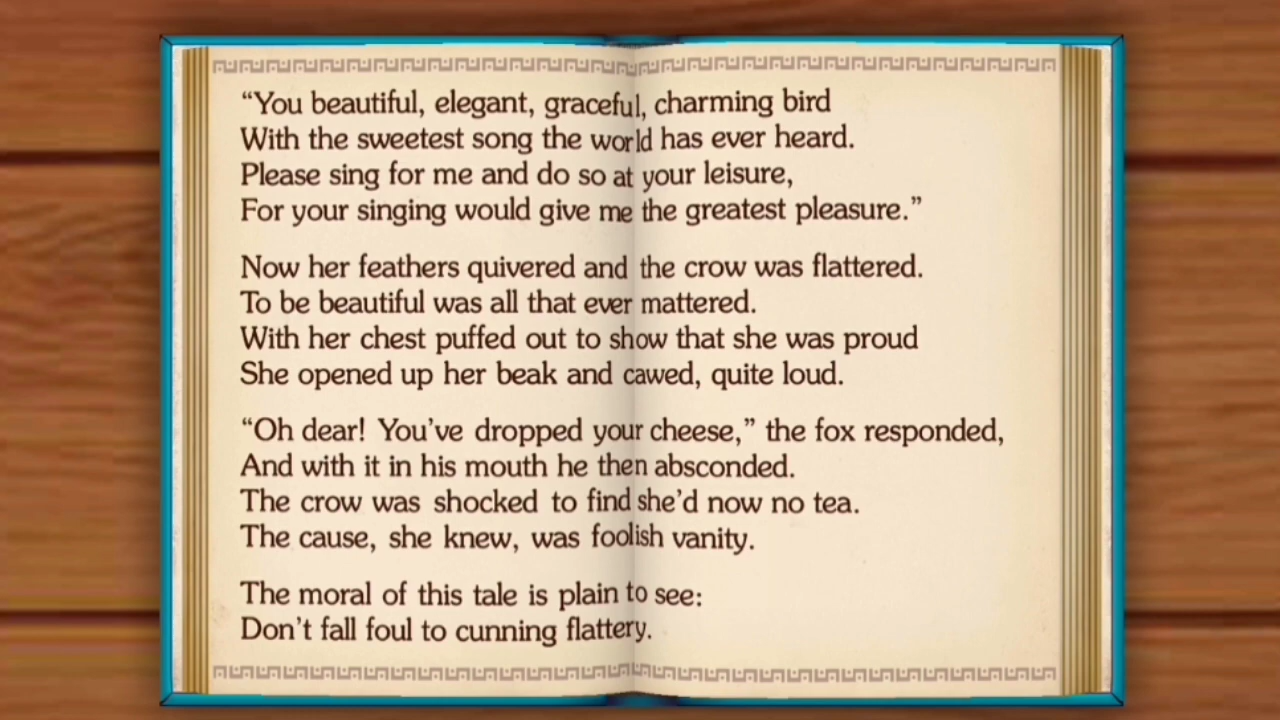 “You beautiful, elegant, graceful, charming bird
With the sweetest song the world has ever heard.
Please sing for me and do so at your leisure,
For your singing would give me the greatest pleasure.”
Now her feathers quivered and the crow was flattered.
To be beautiful was all that ever mattered.
With her chest puffed out to show that she was proud
She opened up her beak and cawed, quite loud.
“Oh dear! You’ve dropped your cheese,” the fox responded,
And with it in his mouth he then absconded.
The crow was shocked to find she’d now no tea.
The cause, she knew, was foolish vanity.
The moral of this tale is plain to see:
Don’t fall foul to cunning flattery.